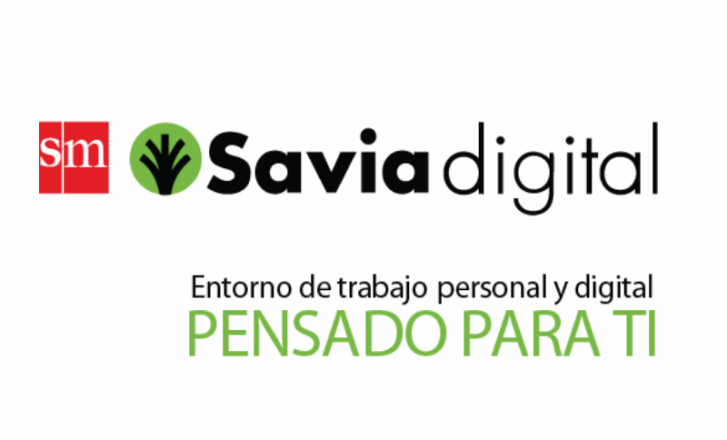 sm Savia digital
Entorno de trabajo personal y digital
PENSADO PARA TI